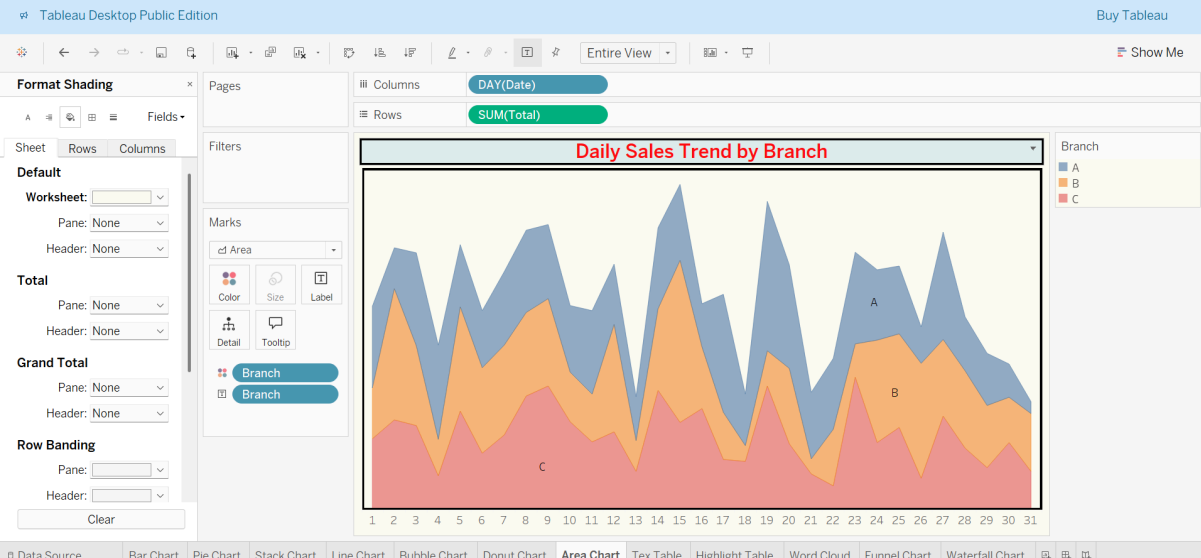 Tableau Desktop Public Edition
Buy Tableau
Entire View
Show Me
Format Shading
×
A
Fields
Sheet
Rows
Columns
Default
Worksheet:
Pane: None
Header: None
Total
Pane: None
Header: None
Grand Total
Pane: None
Header: None
Row Banding
Pane:
Header:
Clear
Pages
Filters
Marks
Area
Color
Size
Label
Detail
Tooltip
Branch
Branch
Columns
DAY(Date)
Rows
SUM(Total)
Daily Sales Trend by Branch
A
B
C
1 2 3 4 5 6 7 8 9 10 11 12 13 14 15 16 17 18 19 20 21 22 23 24 25 26 27 28 29 30 31
Branch
A
B
C
Data Source
Bar Chart
Pie Chart
Stack Chart
Line Chart
Bubble Chart
Donut Chart
Area Chart
Tex Table
Highlight Table
Word Cloud
Funnel Chart
Waterfall Chart